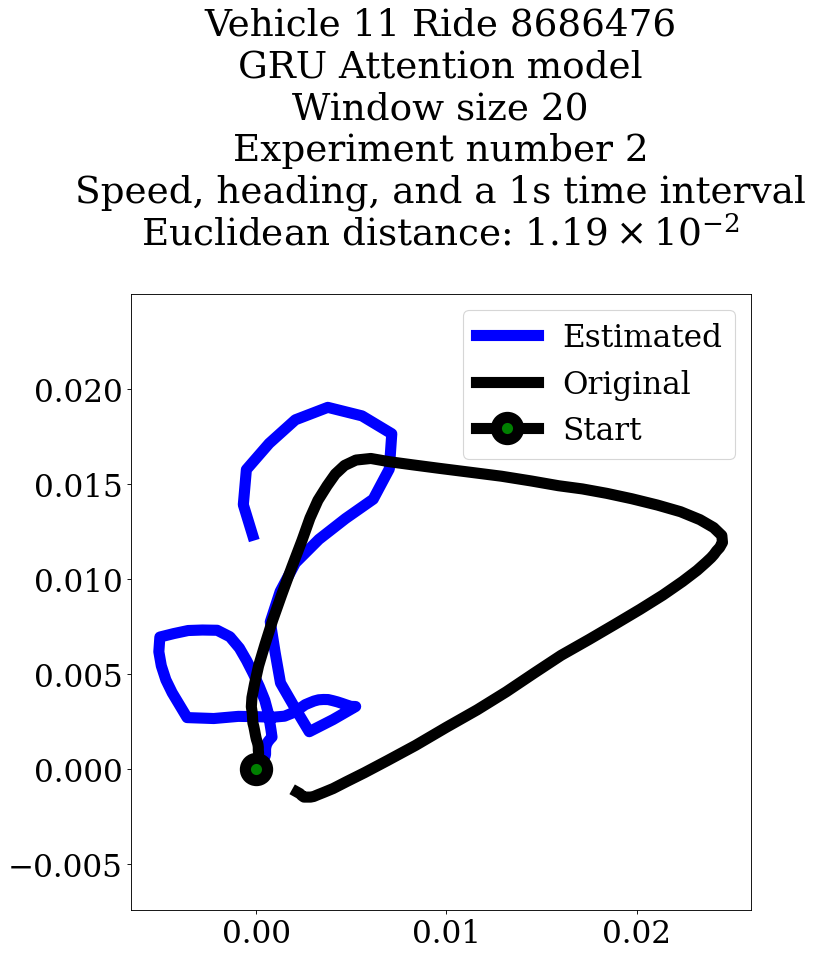 Vehicle 11 Ride 8686476
GRU Attention model
Window size 20
Experiment number 2
Speed, heading, and a 1s time interval
Euclidean distance: 1.19 × 10⁻²
Estimated
Original
Start
0.020
0.015
0.010
0.005
0.000
−0.005
0.00 0.01 0.02